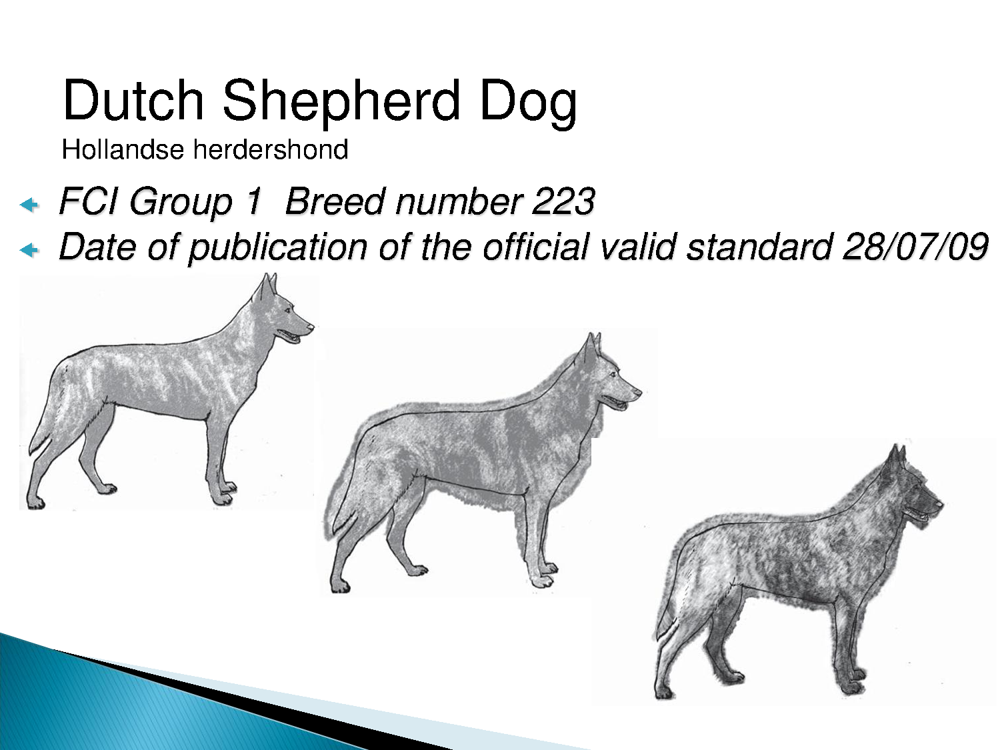 Dutch Shepherd Dog
Hollandse herdershond
FCI Group 1 Breed number 223
Date of publication of the official valid standard 28/07/09